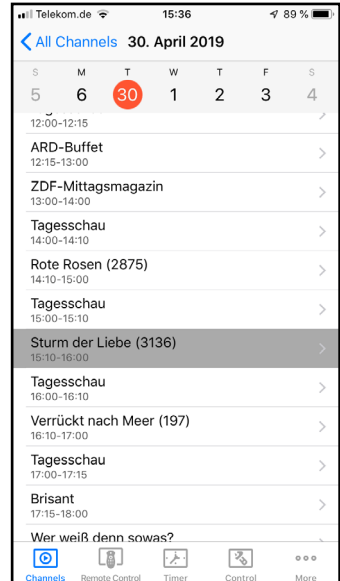 Telekom.de 15:36 89 %
All Channels 30. April 2019
S M T W T F S
5 6 30 1 2 3 4
12:00-12:15
ARD-Buffet
12:15-13:00
ZDF-Mittagsmagazin
13:00-14:00
Tagesschau
14:00-14:10
Rote Rosen (2875)
14:10-15:00
Tagesschau
15:00-15:10
Sturm der Liebe (3136)
15:10-16:00
Tagesschau
16:00-16:10
Verrückt nach Meer (197)
16:10-17:00
Tagesschau
17:00-17:15
Brisant
17:15-18:00
Wer weiß denn sowas?
Channels Remote Control Timer Control More